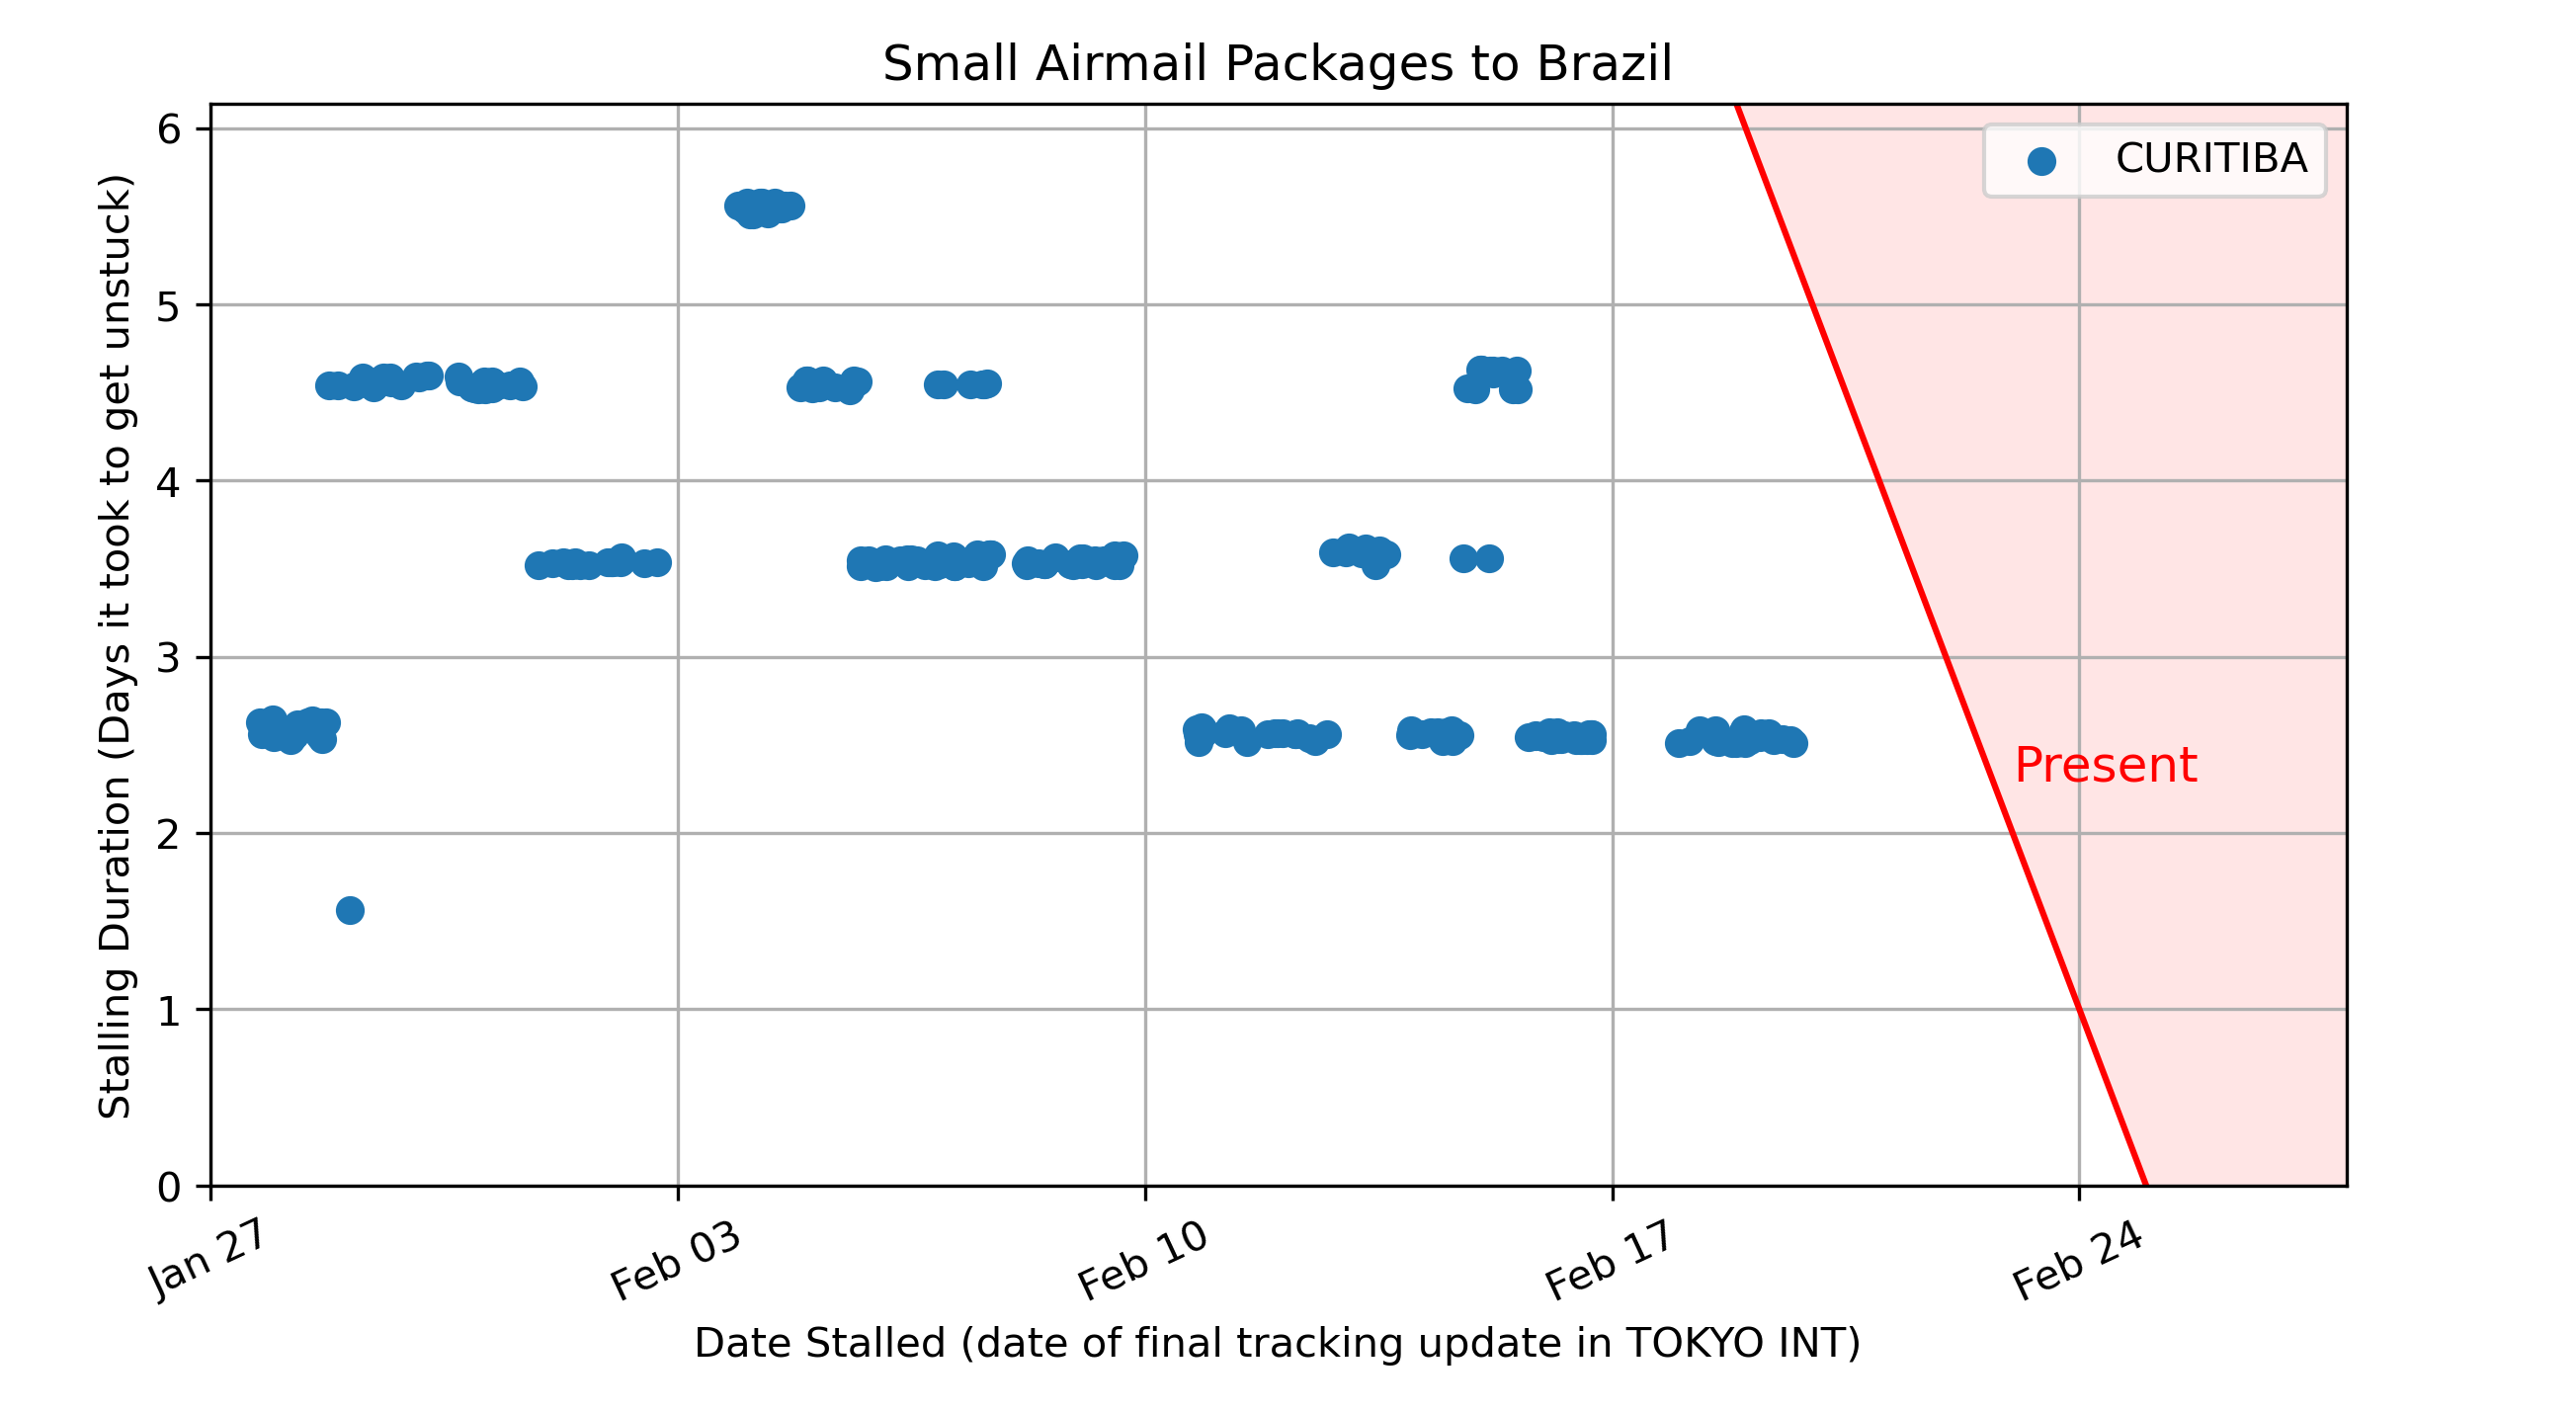 Small Airmail Packages to Brazil
Stalling Duration (Days it took to get unstuck)
6
5
4
3
2
1
0
CURITIBA
Present
Jan 27
Feb 03
Feb 10
Feb 17
Feb 24
Date Stalled (date of final tracking update in TOKYO INT)